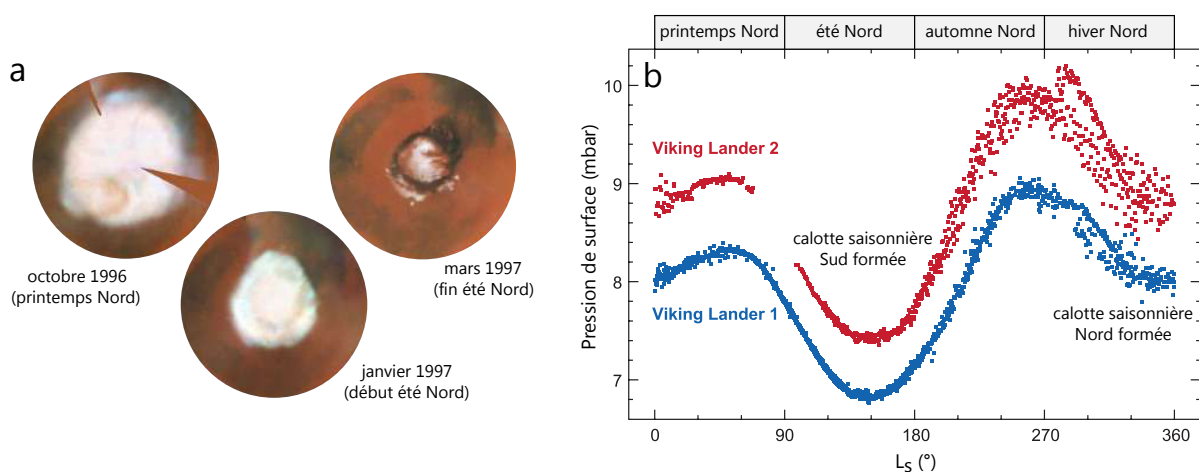 a
octobre 1996
(printemps Nord)
janvier 1997
(début été Nord)
mars 1997
(fin été Nord)
printemps Nord
été Nord
automne Nord
hiver Nord
b
Pression de surface (mbar)
10
9
8
7
Viking Lander 2
Viking Lander 1
calotte saisonnière
Sud formée
calotte saisonnière
Nord formée
0
90
180
270
360
LS (°)